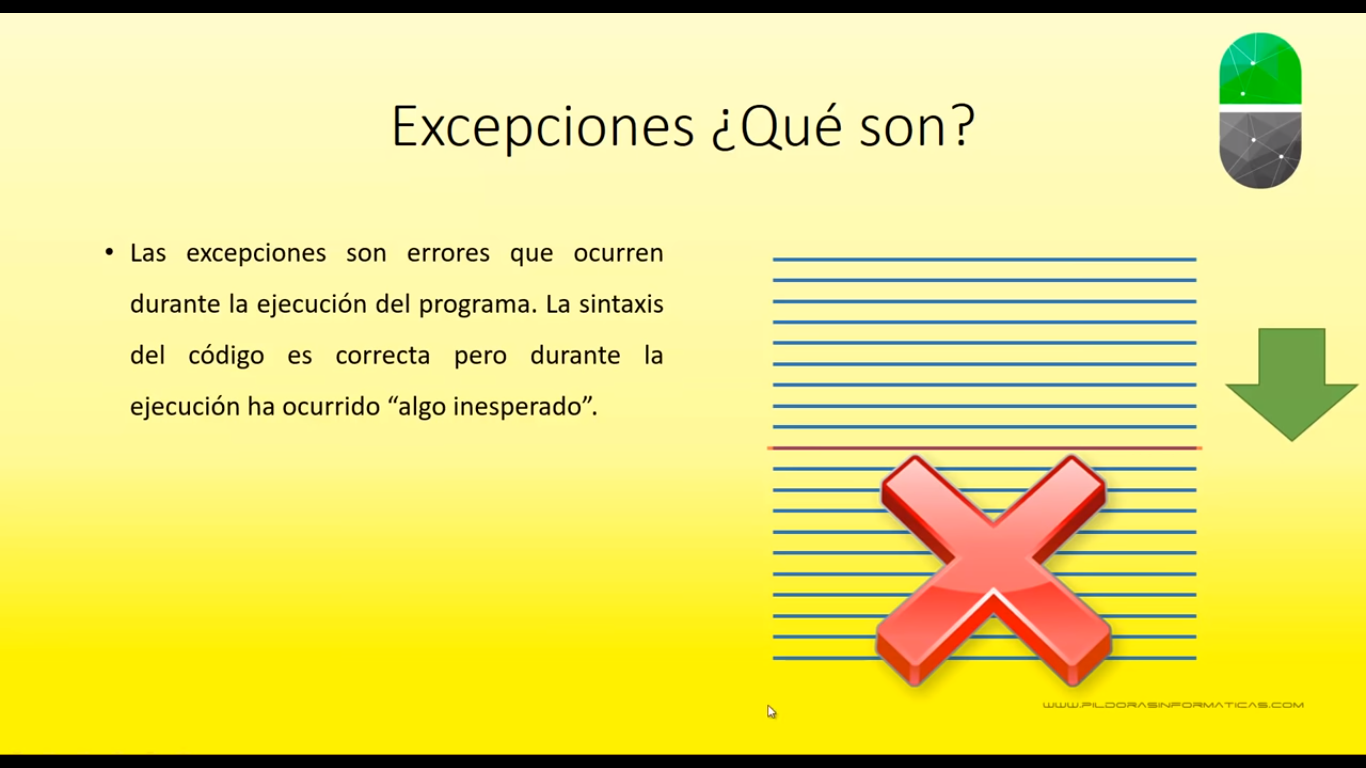 Excepciones ¿Qué son?
• Las excepciones son errores que ocurren
durante la ejecución del programa. La sintaxis
del código es correcta pero durante la
ejecución ha ocurrido “algo inesperado”.
WWW.PILDORASINFORMATICAS.COM